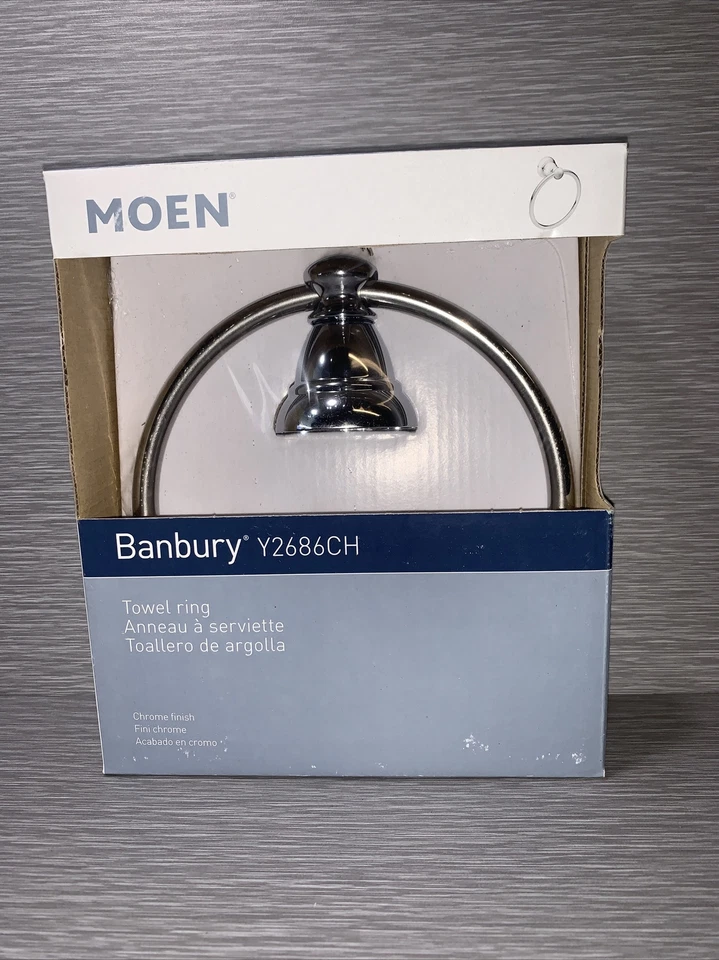 MOEN®
Banbury® Y2686CH
Towel ring
Anneau à serviette
Toallero de argolla
Chrome finish
Fini chrome
Acabado en cromo